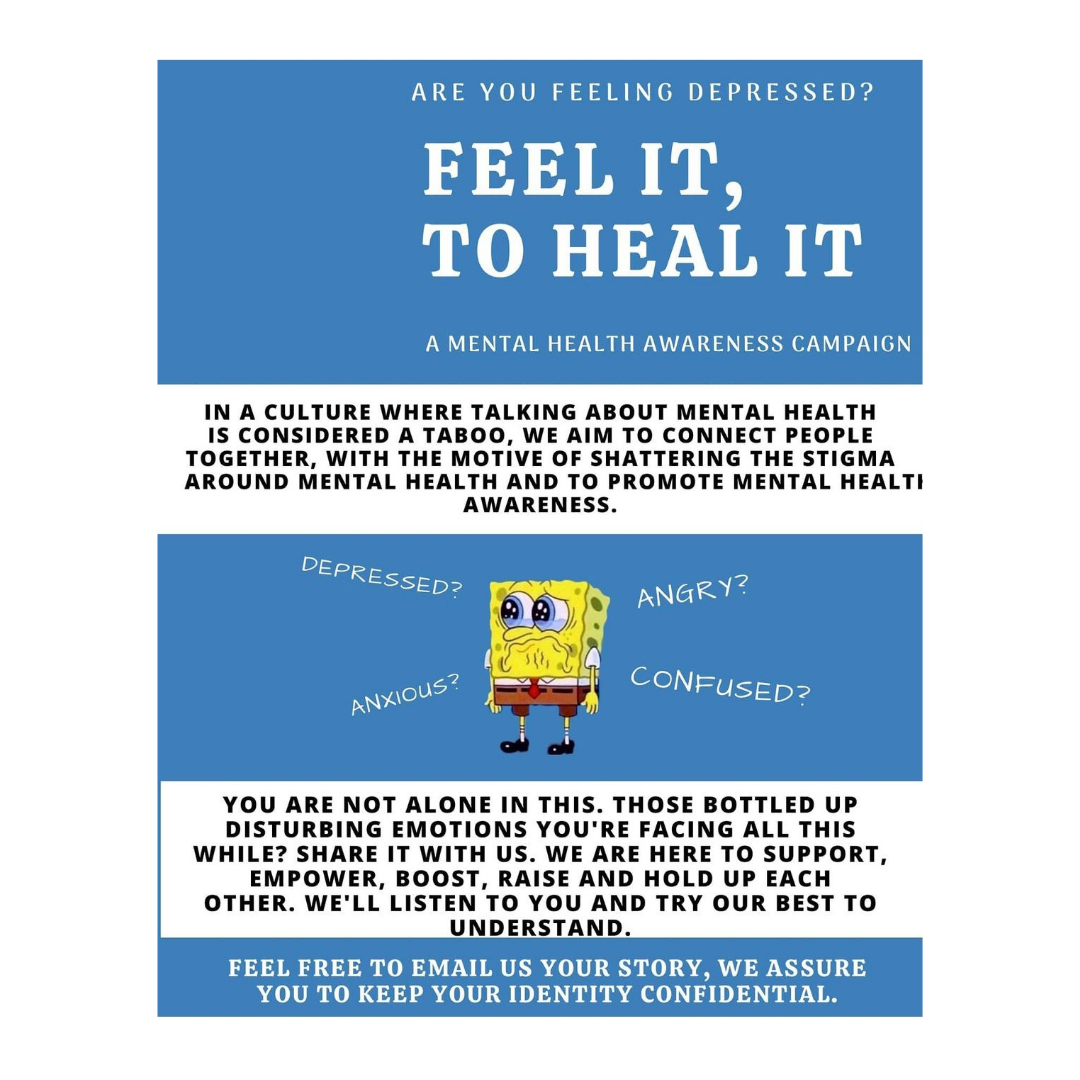 ARE YOU FEELING DEPRESSED?
FEEL IT,
TO HEAL IT
A MENTAL HEALTH AWARENESS CAMPAIGN
IN A CULTURE WHERE TALKING ABOUT MENTAL HEALTH
IS CONSIDERED A TABOO, WE AIM TO CONNECT PEOPLE
TOGETHER, WITH THE MOTIVE OF SHATTERING THE STIGMA
AROUND MENTAL HEALTH AND TO PROMOTE MENTAL HEALTH
AWARENESS.
DEPRESSED?
ANGRY?
ANXIOUS?
CONFUSED?
YOU ARE NOT ALONE IN THIS. THOSE BOTTLED UP
DISTURBING EMOTIONS YOU'RE FACING ALL THIS
WHILE? SHARE IT WITH US. WE ARE HERE TO SUPPORT,
EMPOWER, BOOST, RAISE AND HOLD UP EACH
OTHER. WE'LL LISTEN TO YOU AND TRY OUR BEST TO
UNDERSTAND.
FEEL FREE TO EMAIL US YOUR STORY, WE ASSURE
YOU TO KEEP YOUR IDENTITY CONFIDENTIAL.